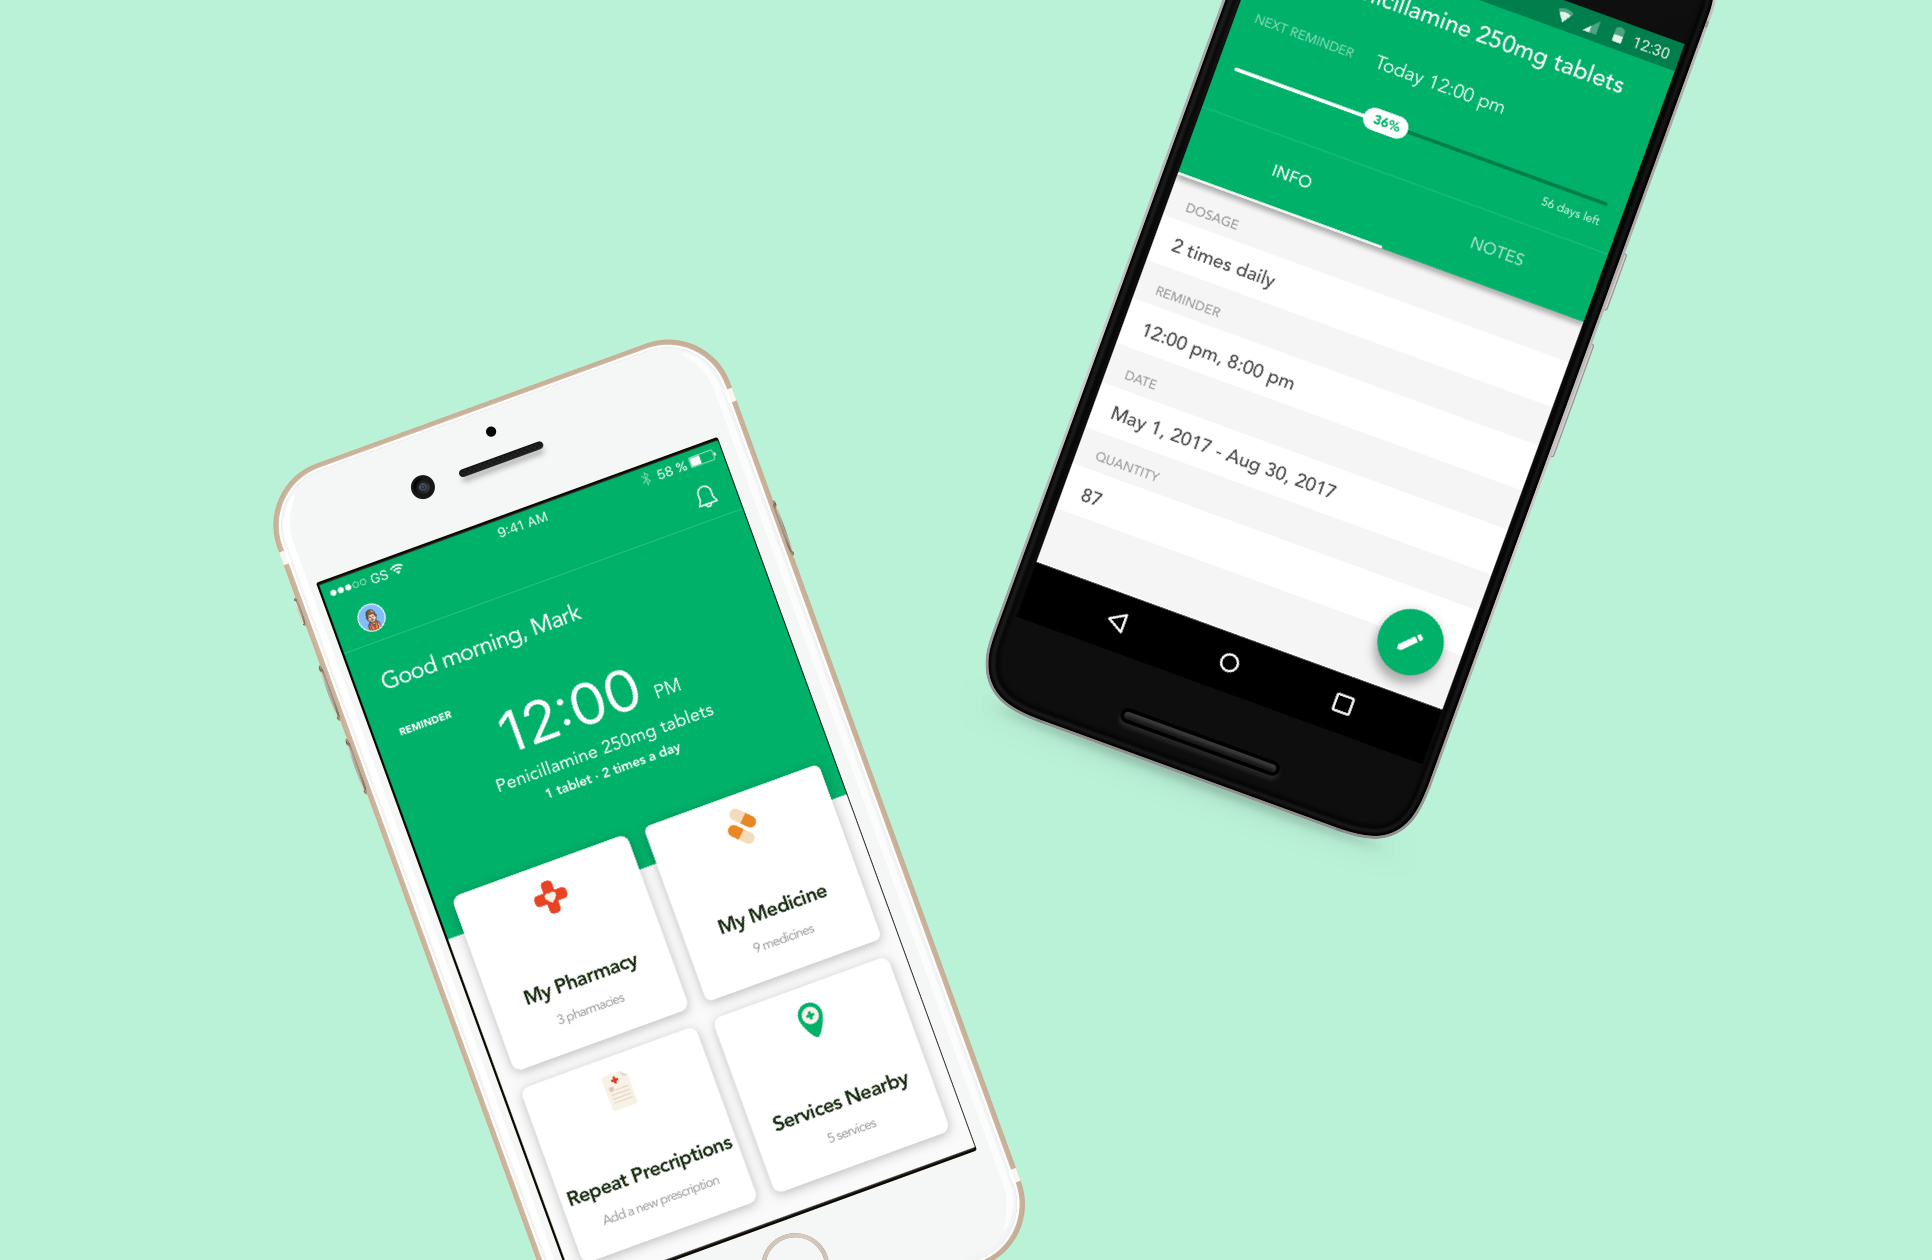 GS
9:41 AM
58 %
Good morning, Mark
REMINDER
12:00 PM
Penicillamine 250mg tablets
1 tablet · 2 times a day
My Pharmacy
3 pharmacies
My Medicine
9 medicines
Repeat Precriptions
Add a new prescription
Services Nearby
5 services
12:30
nicillamine 250mg tablets
NEXT REMINDER
Today 12:00 pm
36%
56 days left
INFO
NOTES
DOSAGE
2 times daily
REMINDER
12:00 pm, 8:00 pm
DATE
May 1, 2017 - Aug 30, 2017
QUANTITY
87